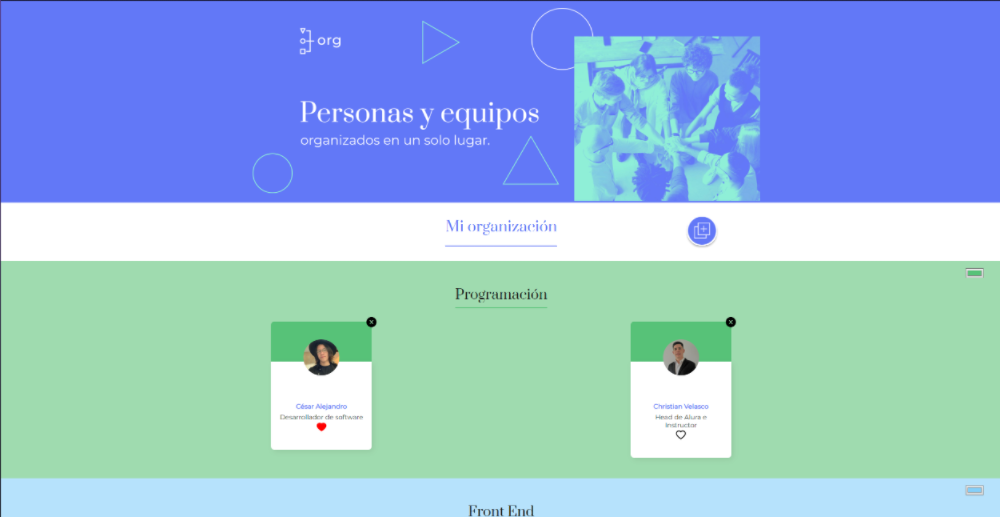 org
Personas y equipos
organizados en un solo lugar.
Mi organización
Programación
César Alejandro
Desarrollador de software
Christian Velasco
Head de Alura e
Instructor
Front End